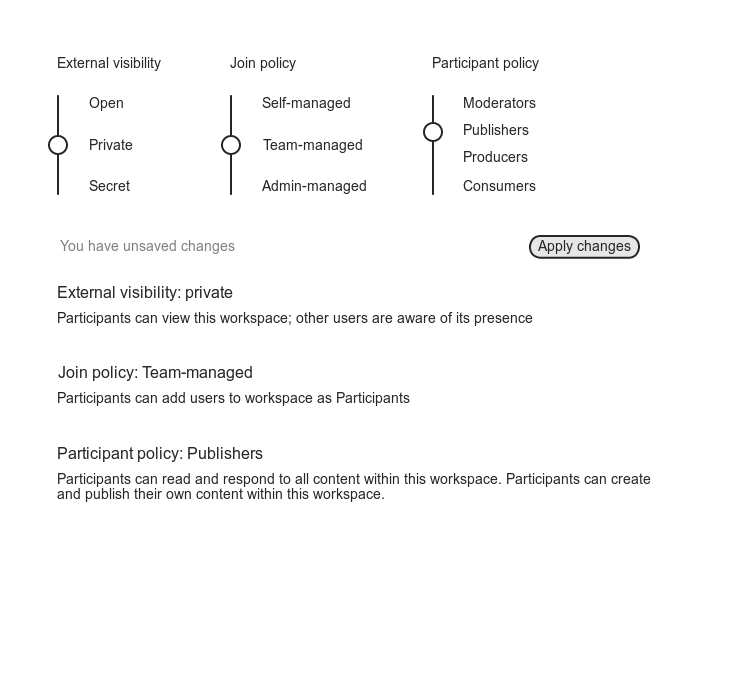 External visibility
Join policy
Participant policy
Open
Private
Secret
Self-managed
Team-managed
Admin-managed
Moderators
Publishers
Producers
Consumers
You have unsaved changes
Apply changes
External visibility: private
Participants can view this workspace; other users are aware of its presence
Join policy: Team-managed
Participants can add users to workspace as Participants
Participant policy: Publishers
Participants can read and respond to all content within this workspace. Participants can create
and publish their own content within this workspace.